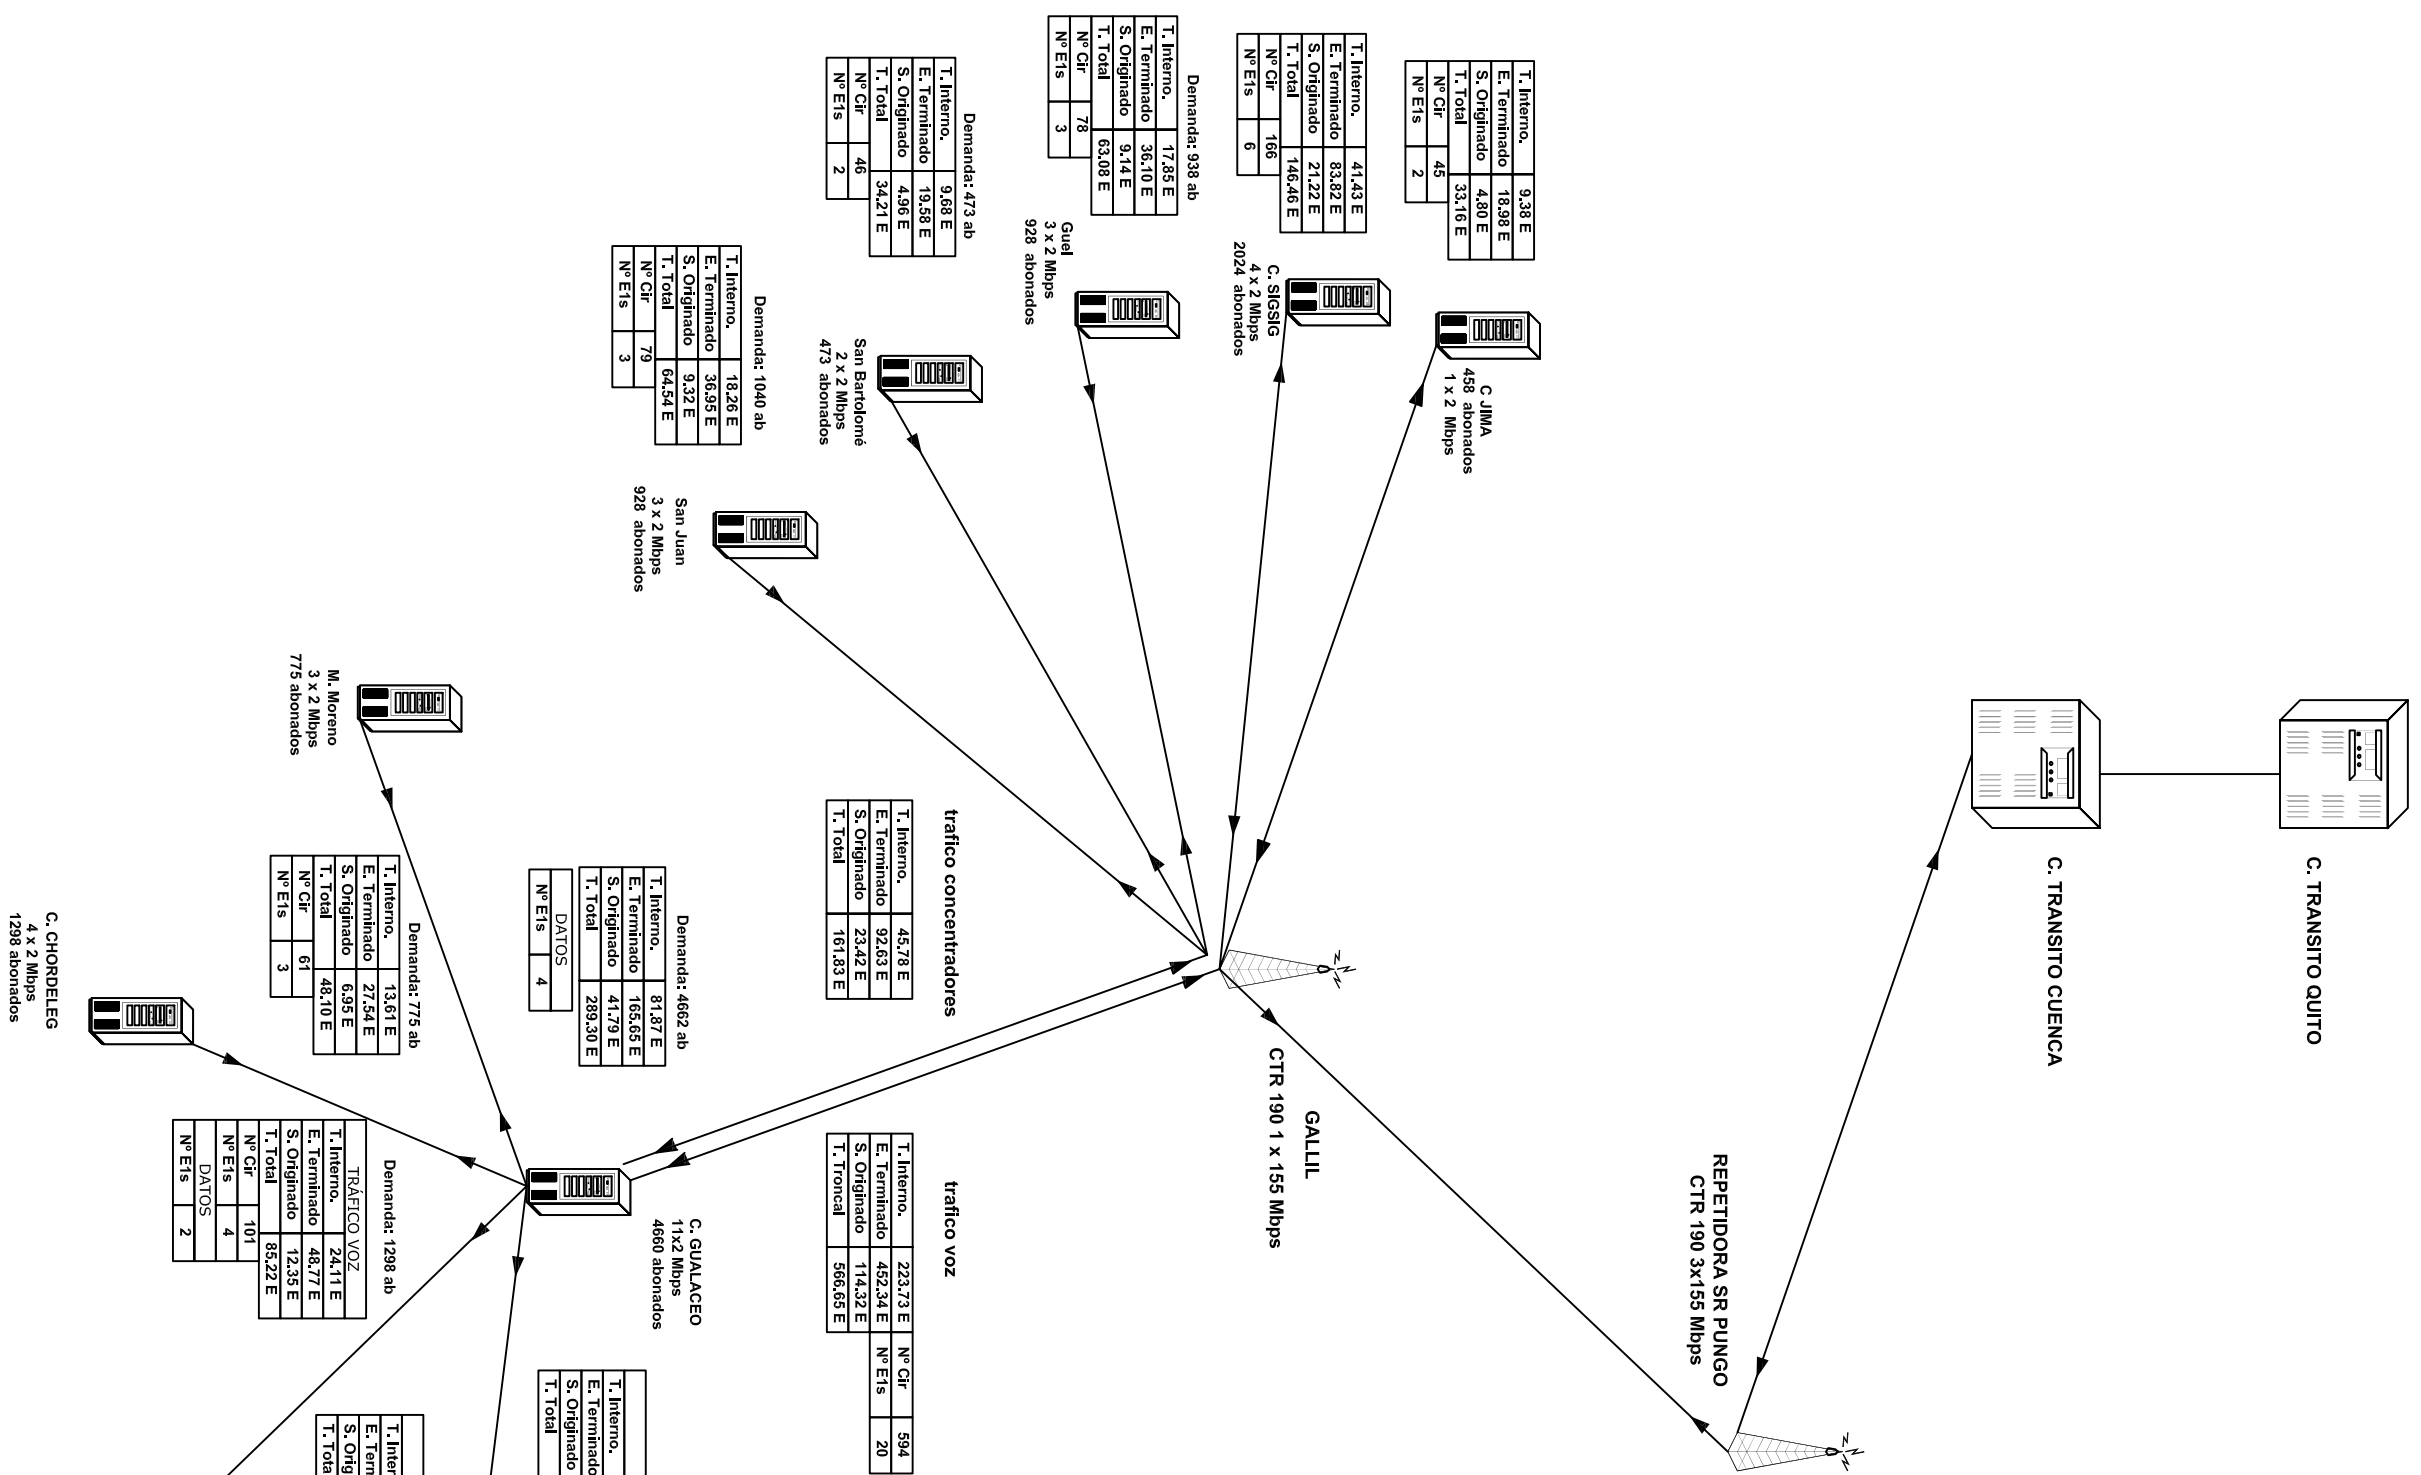 C. TRANSITO QUITO
C. TRANSITO CUENCA
REPETIDORA SR PUNGO
CTR 190 3x155 Mbps
GALLIL
CTR 190 1 x 155 Mbps
T. Interno. 9.38 E
E. Terminado 18.98 E
S. Originado 4.80 E
T. Total 33.16 E
Nº Cir 45
Nº E1s 2
C JIMA
458 abonados
1 x 2 Mbps
T. Interno. 41.43 E
E. Terminado 83.82 E
S. Originado 21.22 E
T. Total 146.46 E
Nº Cir 166
Nº E1s 6
C. SIGSIG
4 x 2 Mbps
2024 abonados
Demanda: 938 ab
T. Interno. 17.85 E
E. Terminado 36.10 E
S. Originado 9.14 E
T. Total 63.08 E
Nº Cir 78
Nº E1s 3
Guel
3 x 2 Mbps
928 abonados
Demanda: 473 ab
T. Interno. 9.68 E
E. Terminado 19.58 E
S. Originado 4.96 E
T. Total 34.21 E
Nº Cir 46
Nº E1s 2
San Bartolomé
2 x 2 Mbps
473 abonados
Demanda: 1040 ab
T. Interno. 18.26 E
E. Terminado 36.95 E
S. Originado 9.32 E
T. Total 64.54 E
Nº Cir 79
Nº E1s 3
San Juan
3 x 2 Mbps
928 abonados
trafico concentradores
T. Interno. 45.78 E
E. Terminado 92.63 E
S. Originado 23.42 E
T. Total 161.83 E
trafico voz
T. Interno. 223.73 E Nº Cir 594
E. Terminado 452.34 E Nº E1s 20
S. Originado 114.32 E
T. Troncal 566.65 E
Demanda: 4662 ab
T. Interno. 81.87 E
E. Terminado 165.65 E
S. Originado 41.79 E
T. Total 289.30 E
DATOS
Nº E1s 4
C. GUALACEO
11x2 Mbps
4660 abonados
M. Moreno
3 x 2 Mbps
775 abonados
Demanda: 775 ab
T. Interno. 13.61 E
E. Terminado 27.54 E
S. Originado 6.95 E
T. Total 48.10 E
Nº Cir 61
Nº E1s 3
C. CHORDELEG
4 x 2 Mbps
1298 abonados
Demanda: 1298 ab
TRÁFICO VOZ
T. Interno. 24.11 E
E. Terminado 48.77 E
S. Originado 12.35 E
T. Total 85.22 E
Nº Cir 101
Nº E1s 4
DATOS
Nº E1s 2
T. Interno.
E. Terminado
S. Originado
T. Total
T. Inter
E. Tern
S. Orig
T. Tota